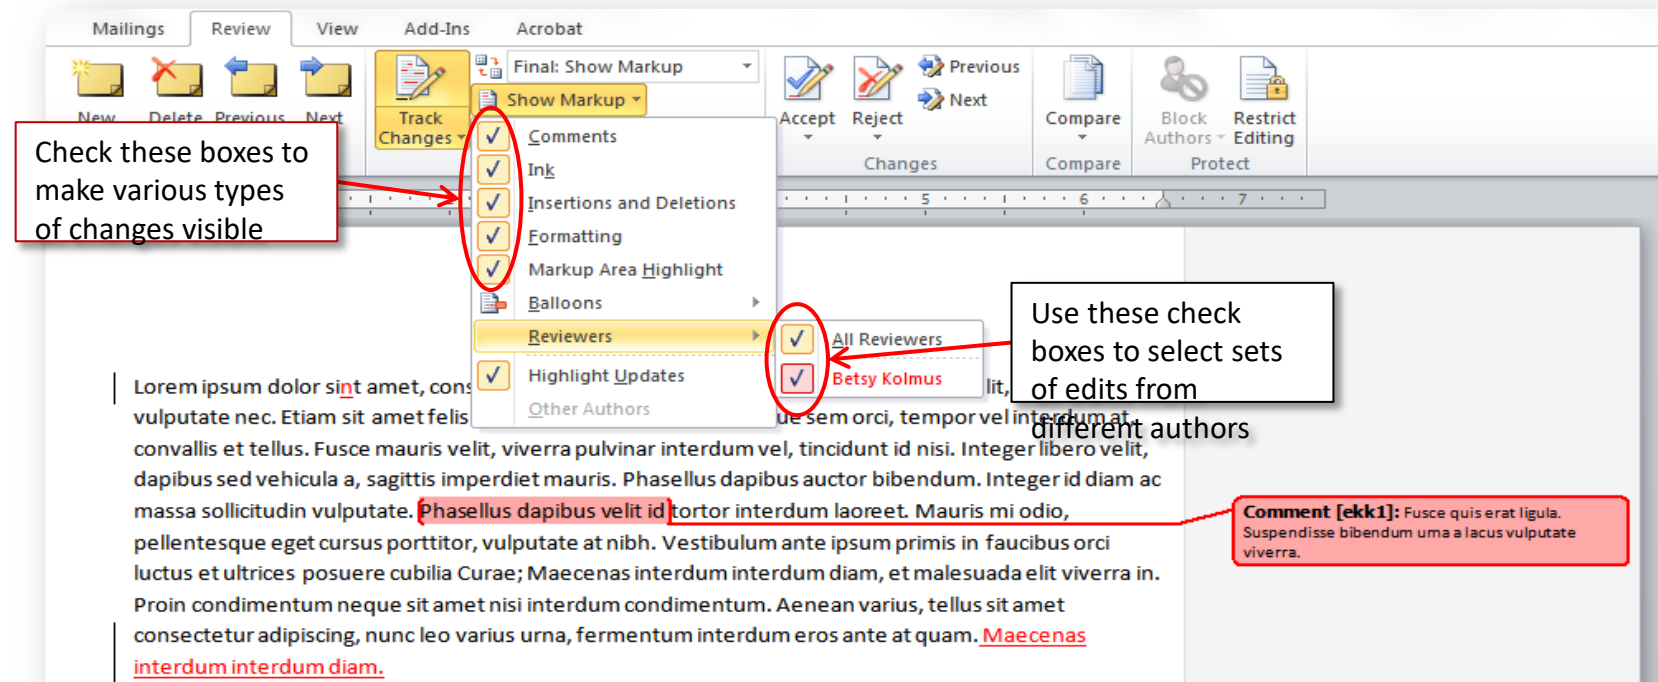 Mailings Review View Add-Ins Acrobat
Final: Show Markup
Show Markup
New Delete Previous Next
Track
Changes
Accept Reject
Previous
Next
Compare
Block
Authors
Restrict
Editing
Changes Compare Protect
Check these boxes to
make various types
of changes visible
Comments
Ink
Insertions and Deletions
Formatting
Markup Area Highlight
Balloons
Reviewers
Highlight Updates
Other Authors
All Reviewers
Betsy Kolmus
5 6 7
Use these check
boxes to select sets
of edits from
different authors
Lorem ipsum dolor sint amet, cons lit,
vulputate nec. Etiam sit amet felis ue sem orci, tempor vel interdum at,
convallis et tellus. Fusce mauris velit, viverra pulvinar interdum vel, tincidunt id nisi. Integer libero velit,
dapibus sed vehicula a, sagittis imperdiet mauris. Phasellus dapibus auctor bibendum. Integer id diam ac
massa sollicitudin vulputate. Phasellus dapibus velit id tortor interdum laoreet. Mauris mi odio,
pellentesque eget cursus porttitor, vulputate at nibh. Vestibulum ante ipsum primis in faucibus orci
luctus et ultrices posuere cubilia Curae; Maecenas interdum interdum diam, et malesuada elit viverra in.
Proin condimentum neque sit amet nisi interdum condimentum. Aenean varius, tellus sit amet
consectetur adipiscing, nunc leo varius urna, fermentum interdum eros ante at quam. Maecenas
interdum interdum diam.
Comment [ekk1]: Fusce quis erat ligula.
Suspendisse bibendum urna a lacus vulputate
viverra.